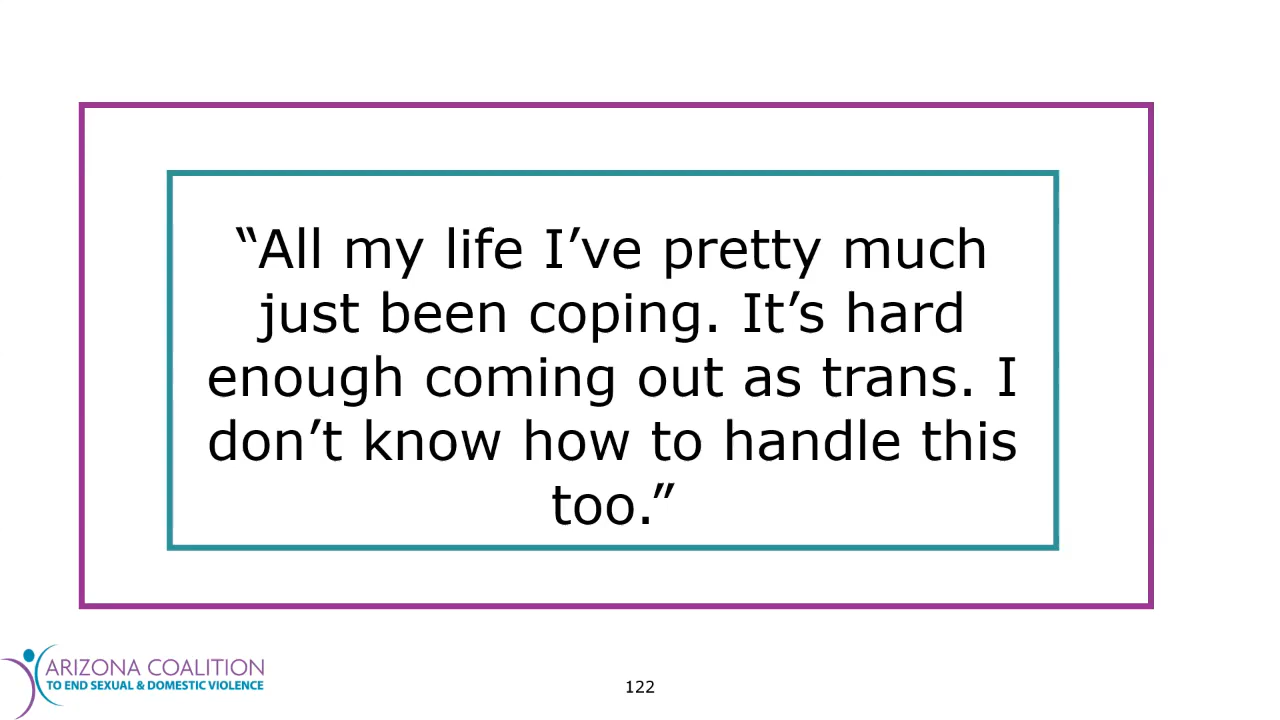 “All my life I’ve pretty much
just been coping. It’s hard
enough coming out as trans. I
don’t know how to handle this
too.”
ARIZONA COALITION
TO END SEXUAL & DOMESTIC VIOLENCE
122